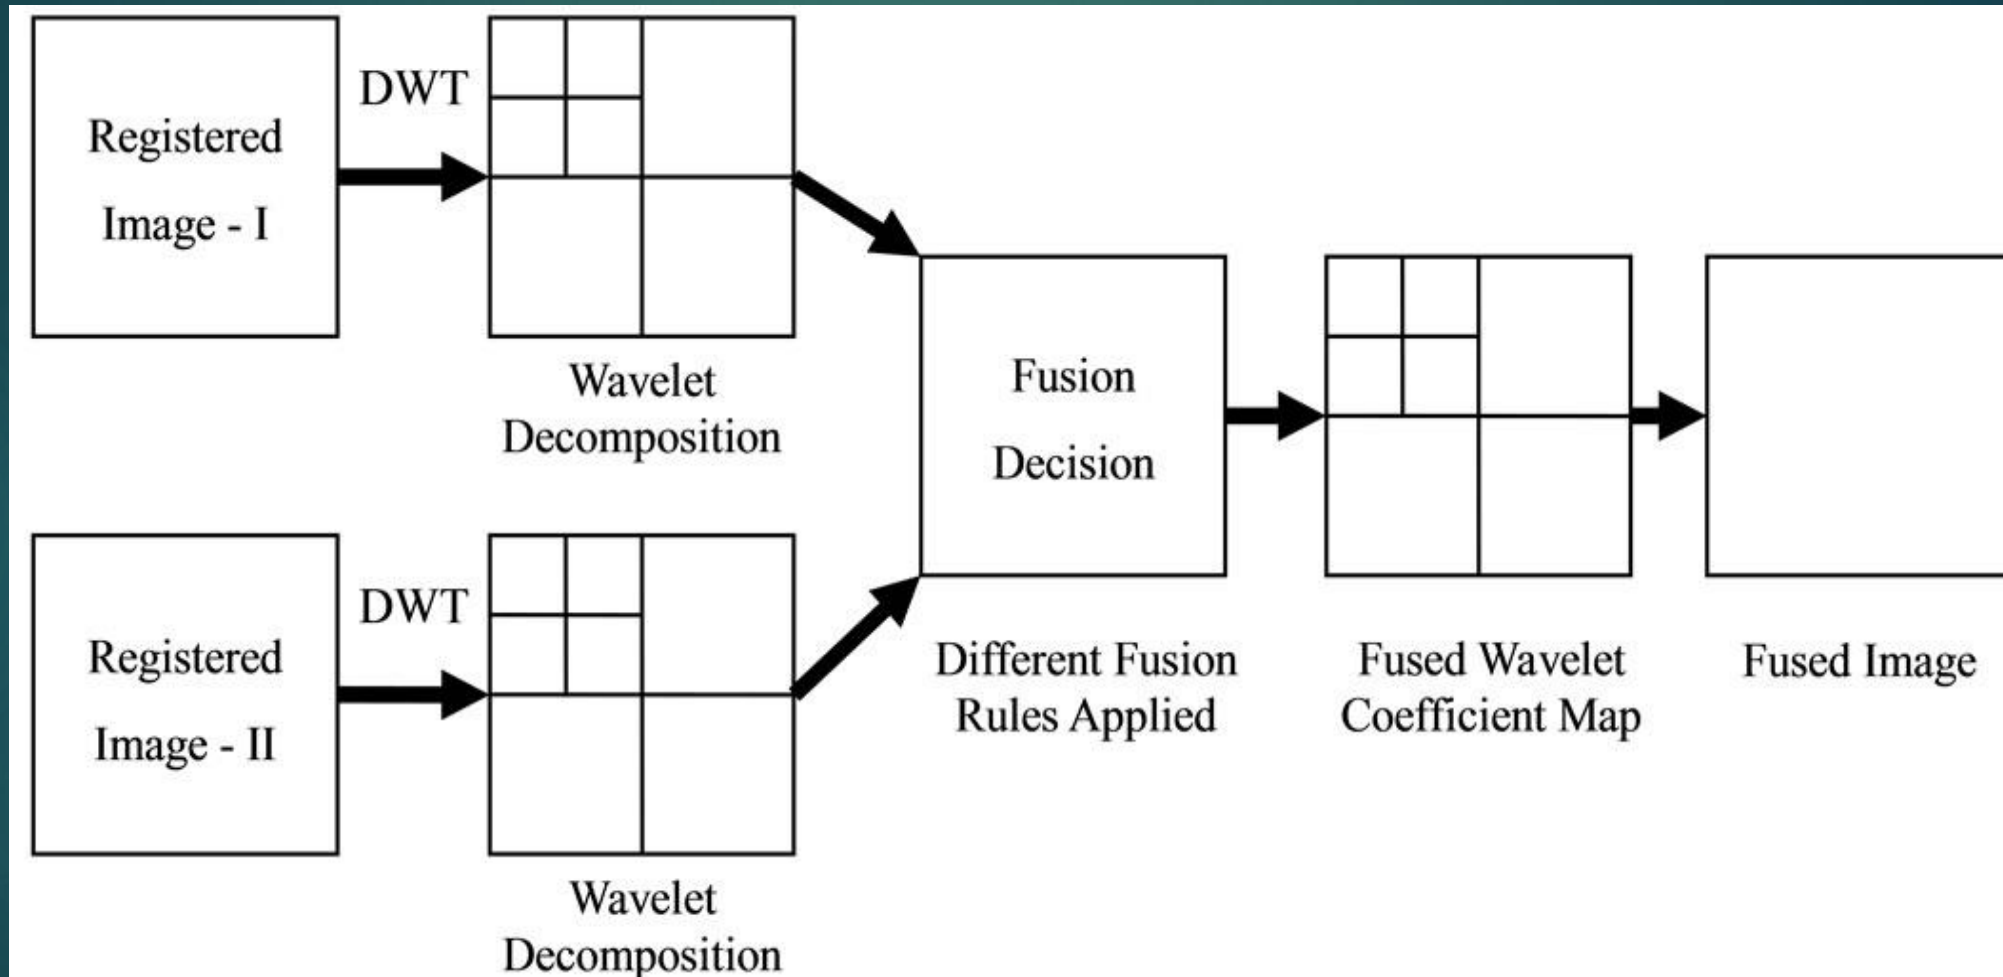 Registered
Image - I
DWT
Wavelet
Decomposition
Registered
Image - II
DWT
Wavelet
Decomposition
Fusion
Decision
Different Fusion
Rules Applied
Fused Wavelet
Coefficient Map
Fused Image